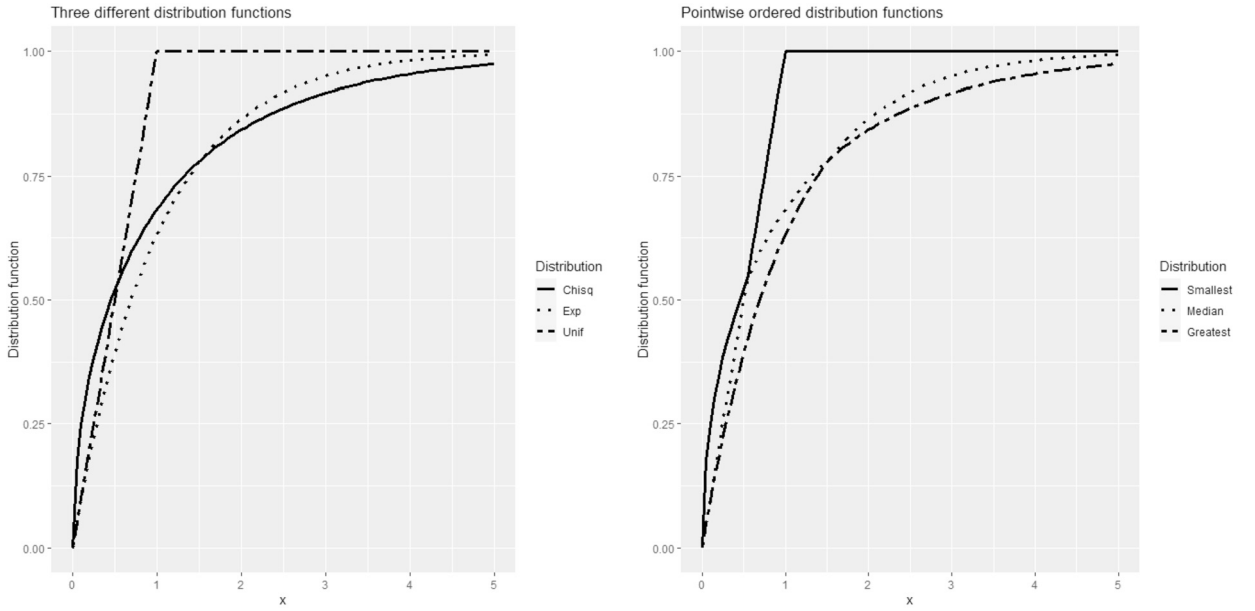 Three different distribution functions
Distribution function
1.00
0.75
0.50
0.25
0.00
0 1 2 3 4 5
x
Distribution
Chisq
Exp
Unif
Pointwise ordered distribution functions
Distribution function
1.00
0.75
0.50
0.25
0.00
0 1 2 3 4 5
x
Distribution
Smallest
Median
Greatest